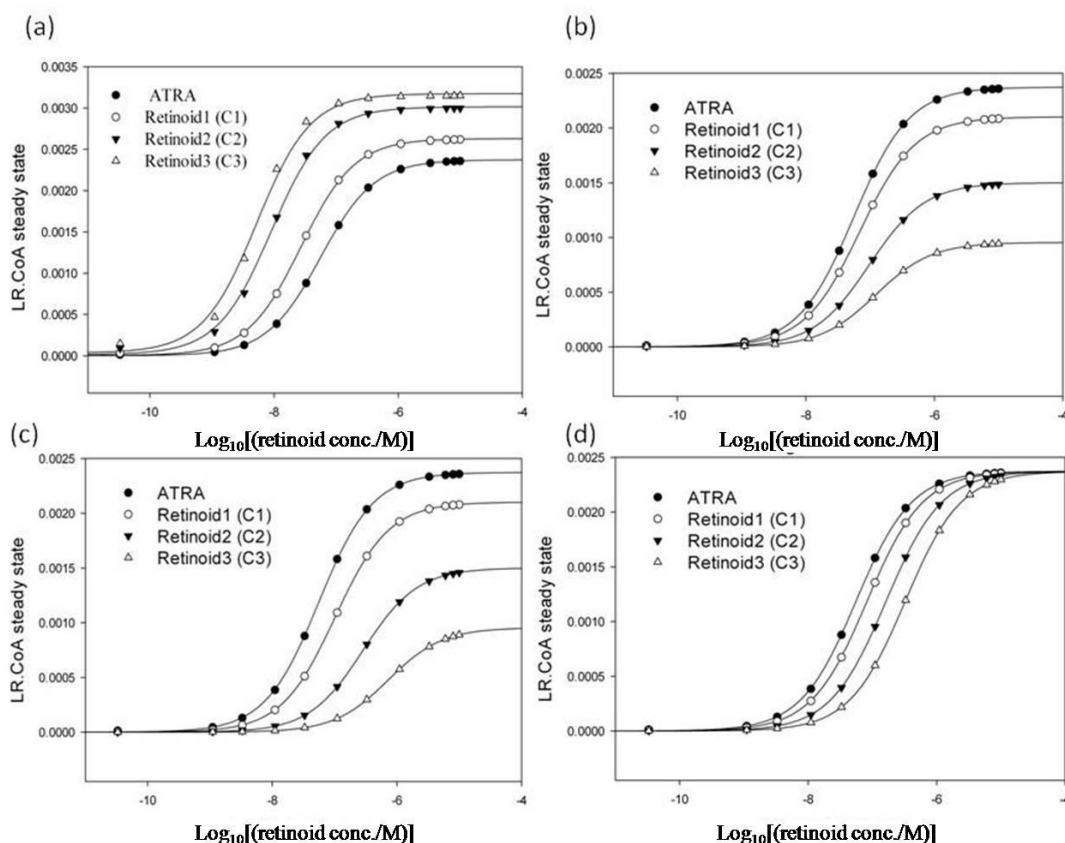 (a)
LR.CoA steady state
0.0035
0.0030
0.0025
0.0020
0.0015
0.0010
0.0005
0.0000
ATRA
Retinoid1 (C1)
Retinoid2 (C2)
Retinoid3 (C3)
-10
-8
-6
-4
Log10[(retinoid conc./M)]
(b)
LR.CoA steady state
0.0025
0.0020
0.0015
0.0010
0.0005
0.0000
ATRA
Retinoid1 (C1)
Retinoid2 (C2)
Retinoid3 (C3)
-10
-8
-6
-4
Log10[(retinoid conc./M)]
(c)
LR.CoA steady state
0.0025
0.0020
0.0015
0.0010
0.0005
0.0000
ATRA
Retinoid1 (C1)
Retinoid2 (C2)
Retinoid3 (C3)
-10
-8
-6
-4
Log10[(retinoid conc./M)]
(d)
LR.CoA steady state
0.0025
0.0020
0.0015
0.0010
0.0005
0.0000
ATRA
Retinoid1 (C1)
Retinoid2 (C2)
Retinoid3 (C3)
-10
-8
-6
-4
Log10[(retinoid conc./M)]